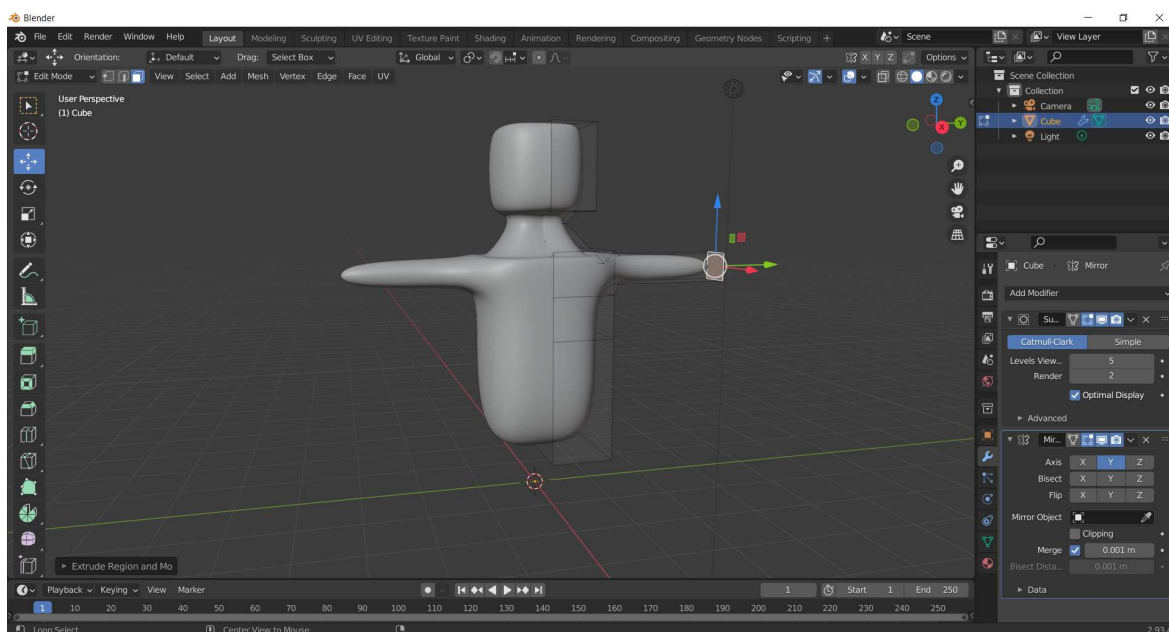 Blender
File Edit Render Window Help Layout Modeling Sculpting UV Editing Texture Paint Shading Animation Rendering Compositing Geometry Nodes Scripting + Scene View Layer
Orientation: Default Drag: Select Box Global X Y Z Options
Edit Mode View Select Add Mesh Vertex Edge Face UV
User Perspective
(1) Cube
Z
X
Y
Scene Collection
Collection
Camera
Cube
Light
Cube Mirror
Add Modifier
Su...
Catmull-Clark Simple
Levels View... 5
Render 2
Optimal Display
Advanced
Mir...
Axis X Y Z
Bisect X Y Z
Flip X Y Z
Mirror Object
Clipping
Merge 0.001 m
Bisect Dista... 0.001 m
Data
Extrude Region and Mo
Playback Keying View Marker 1 Start 1 End 250
1 10 20 30 40 50 60 70 80 90 100 110 120 130 140 150 160 170 180 190 200 210 220 230 240 250
Loop Select Center View to Mouse 2.93